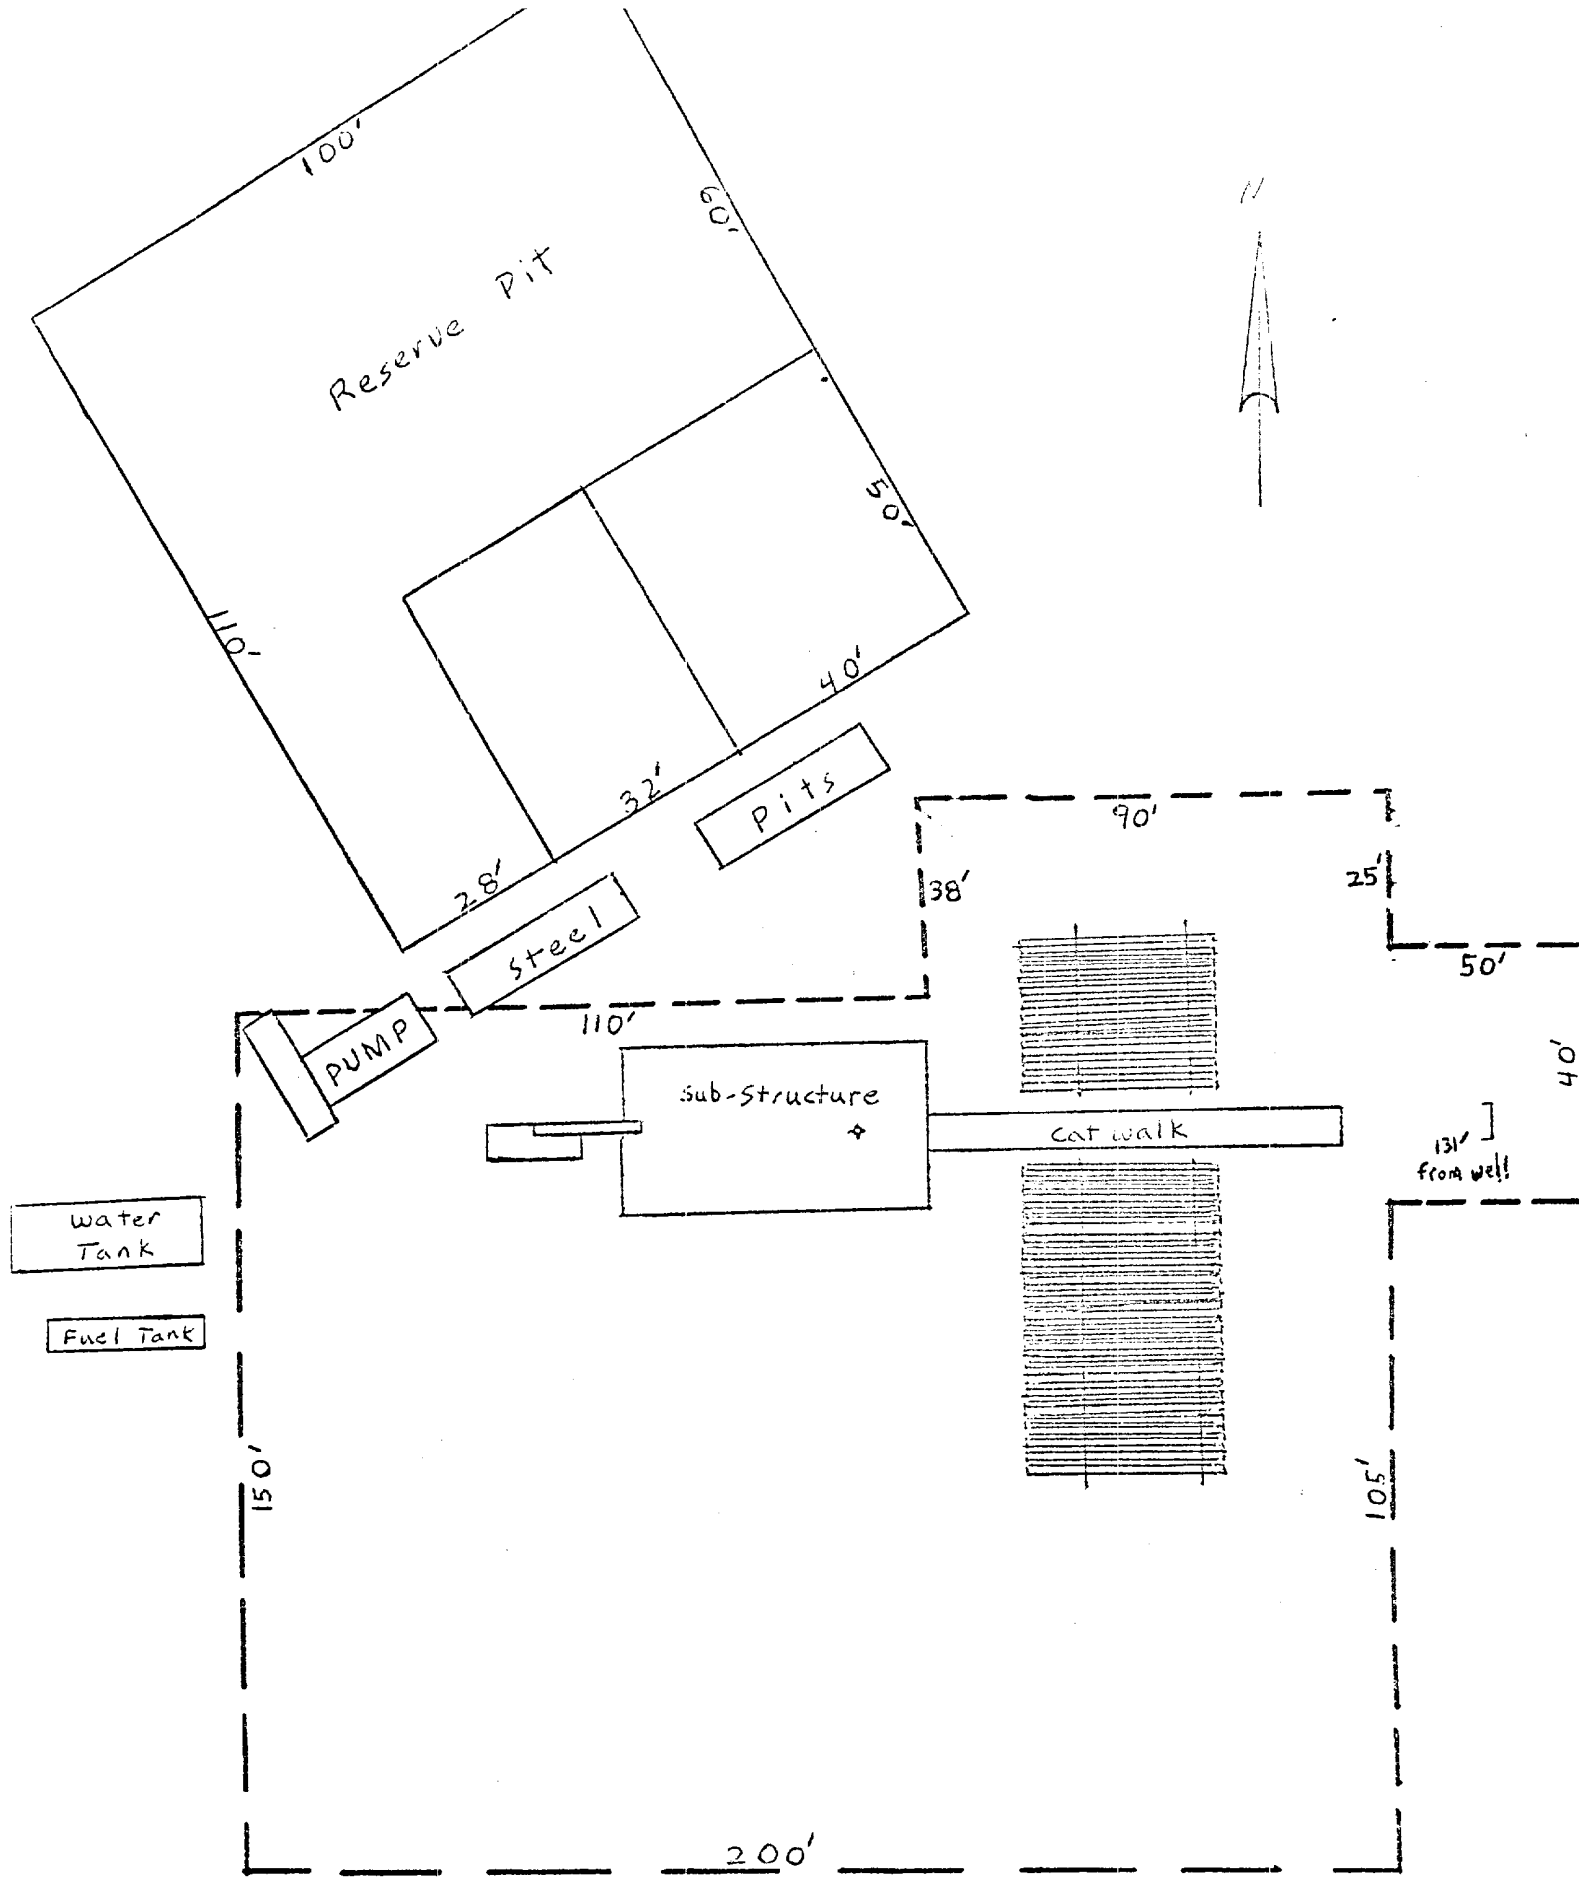 100'
60'
N
Reserve Pit
50'
110'
40'
32'
Pits
90'
28'
38'
25'
Steel
50'
110'
PUMP
40'
Sub-Structure
cat walk
131'
from well
Water
Tank
Fuel Tank
150'
105'
200'